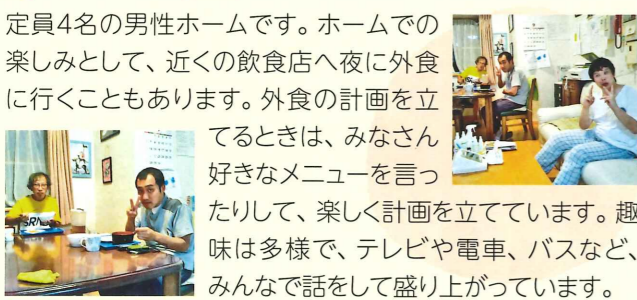 定員4名の男性ホームです。ホームでの
楽しみとして、近くの飲食店へ夜に外食
に行くこともあります。外食の計画を立
てるときは、みなさん
好きなメニューを言っ
たりして、楽しく計画を立てています。趣
味は多様で、テレビや電車、バスなど、
みんなで話をして盛り上がっています。